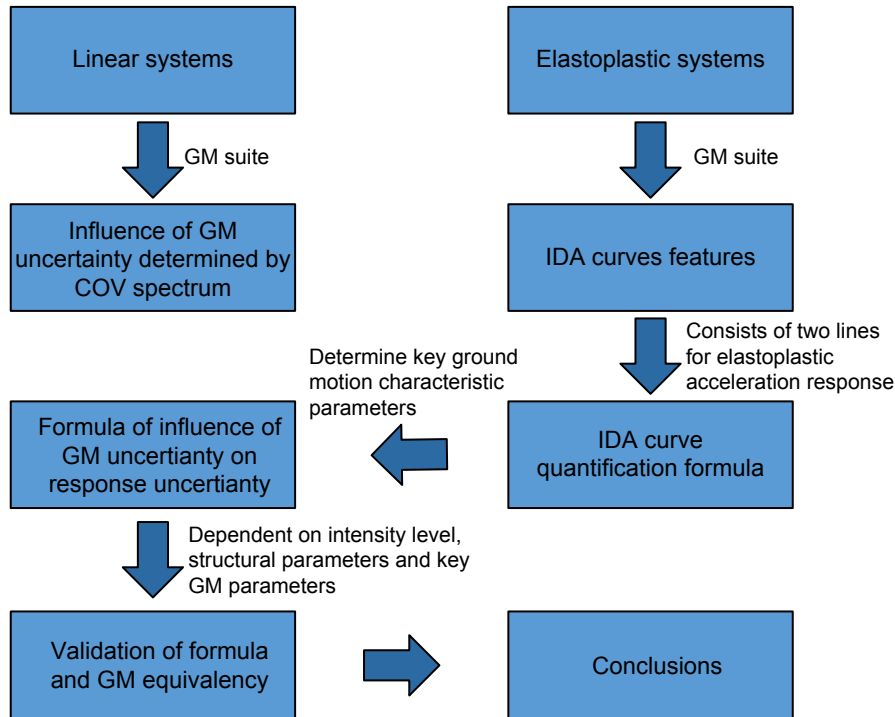 Linear systems
Elastoplastic systems
GM suite
GM suite
Influence of GM
uncertainty determined by
COV spectrum
IDA curves features
Consists of two lines
for elastoplastic
acceleration response
Determine key ground
motion characteristic
parameters
Formula of influence of
GM uncertianty on
response uncertianty
IDA curve
quantification formula
Dependent on intensity level,
structural parameters and key
GM parameters
Validation of formula
and GM equivalency
Conclusions